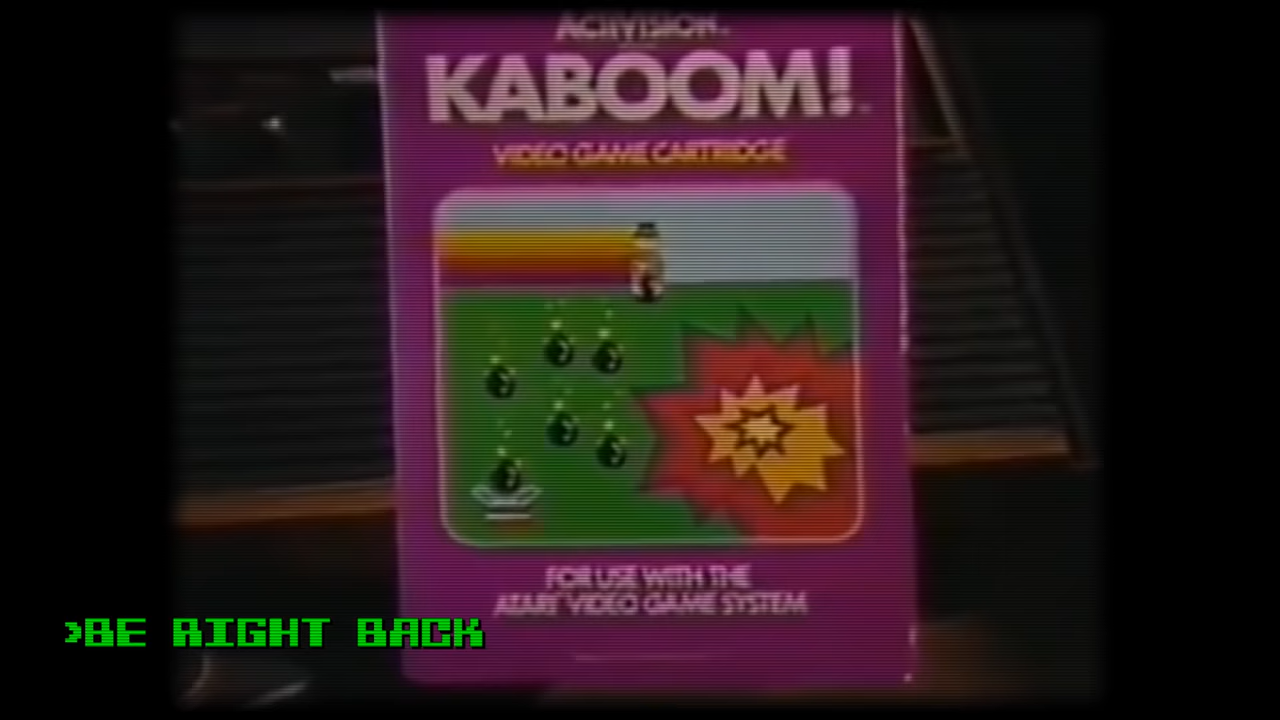 ACTIVISION
KABOOM!
VIDEO GAME CARTRIDGE
FOR USE WITH THE
ATARI VIDEO GAME SYSTEM
>BE RIGHT BACK